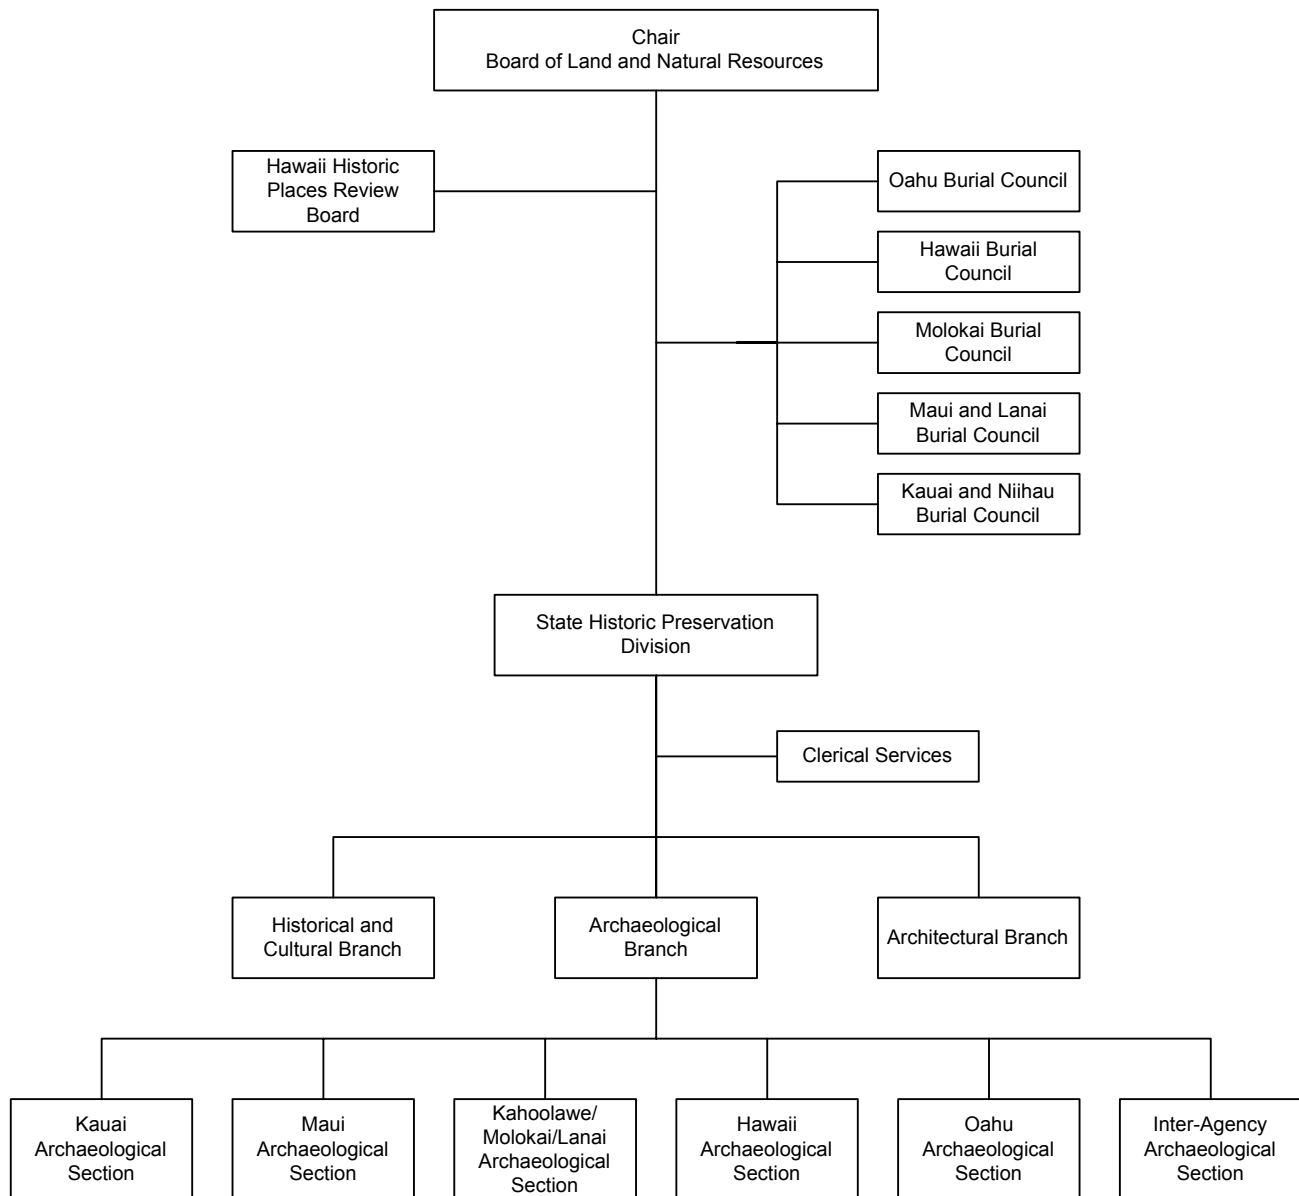 Chair
Board of Land and Natural Resources
Hawaii Historic
Places Review
Board
Oahu Burial Council
Hawaii Burial
Council
Molokai Burial
Council
Maui and Lanai
Burial Council
Kauai and Niihau
Burial Council
State Historic Preservation
Division
Clerical Services
Historical and
Cultural Branch
Archaeological
Branch
Architectural Branch
Kauai
Archaeological
Section
Maui
Archaeological
Section
Kahoolawe/
Molokai/Lanai
Archaeological
Section
Hawaii
Archaeological
Section
Oahu
Archaeological
Section
Inter-Agency
Archaeological
Section